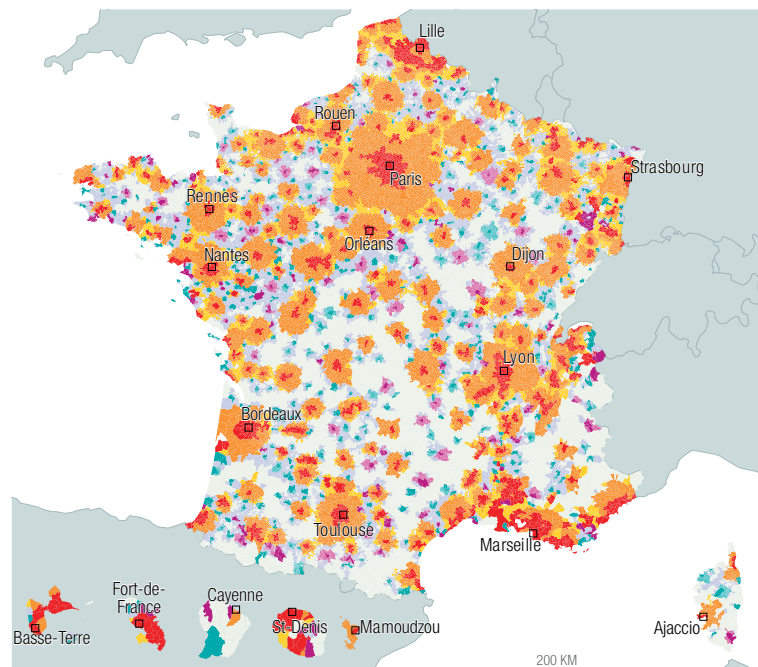 Lille
Rouen
Paris
Strasbourg
Rennes
Orléans
Nantes
Dijon
Lyon
Bordeaux
Toulouse
Marseille
Fort-de-
France
Cayenne
Basse-Terre
St-Denis
Mamoudzou
Ajaccio
200 KM